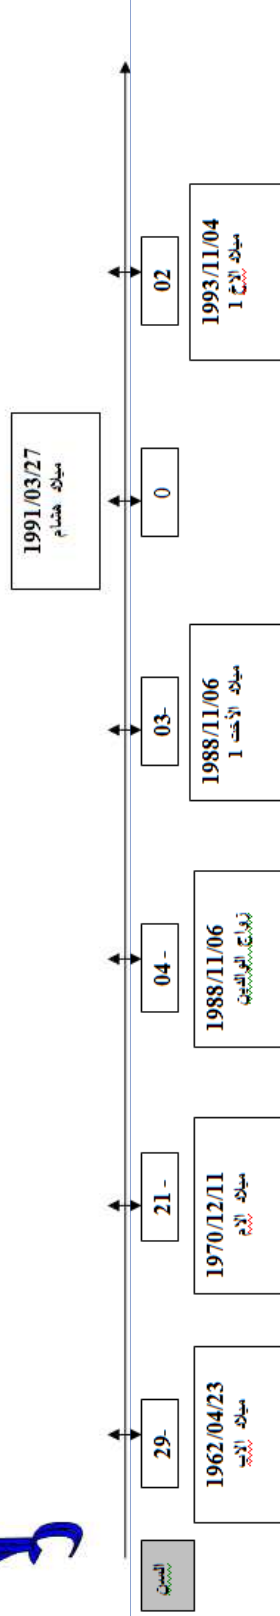 1991/03/27
ميلاد هشام
السن
29-
21 -
04 -
03-
0
02
1962/04/23
ميلاد الاب
1970/12/11
ميلاد الام
1988/11/06
زواج الوالدين
1988/11/06
ميلاد الأخت 1
1993/11/04
ميلاد الاخ 1